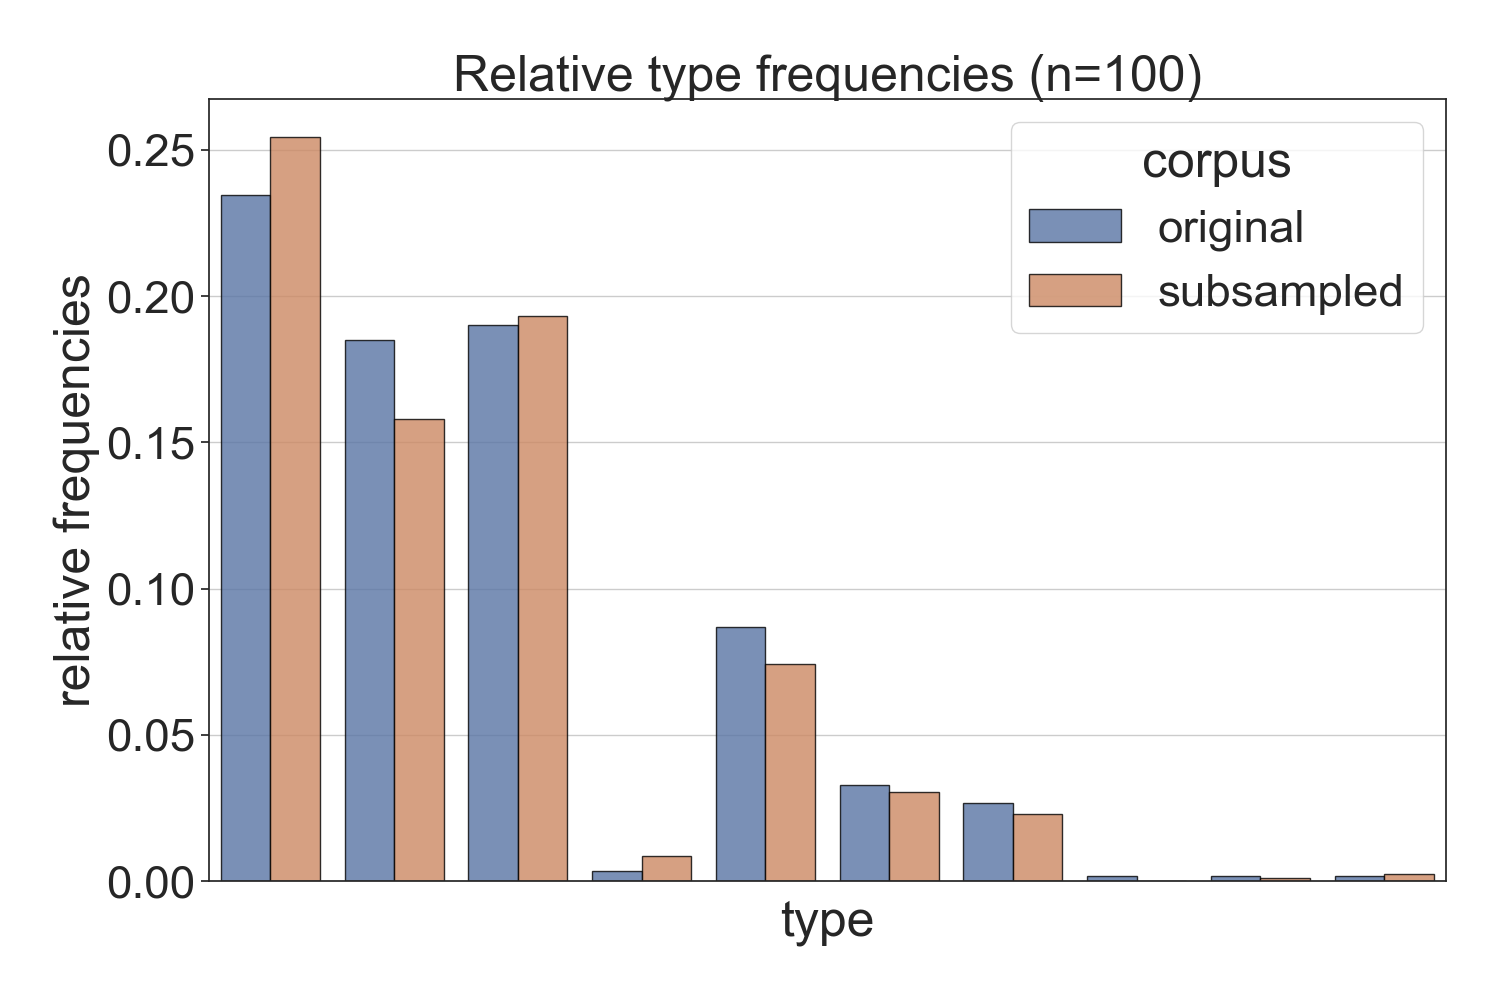 Relative type frequencies (n=100)
corpus
original
subsampled
relative frequencies
0.25
0.20
0.15
0.10
0.05
0.00
type